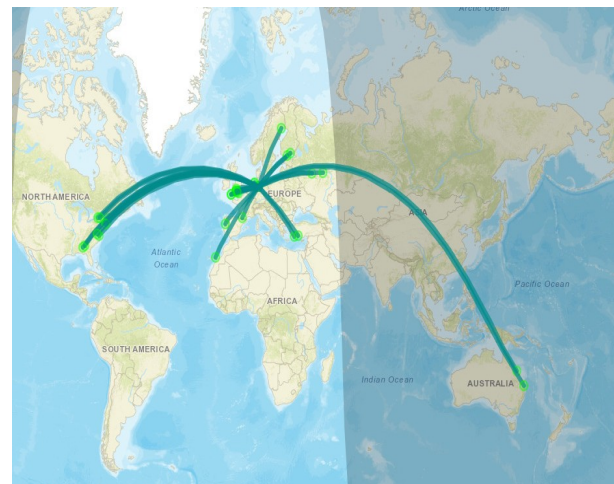 Arctic Ocean
NORTH AMERICA
EUROPE
ASIA
Atlantic
Ocean
Pacific Ocean
AFRICA
SOUTH AMERICA
Indian Ocean
AUSTRALIA